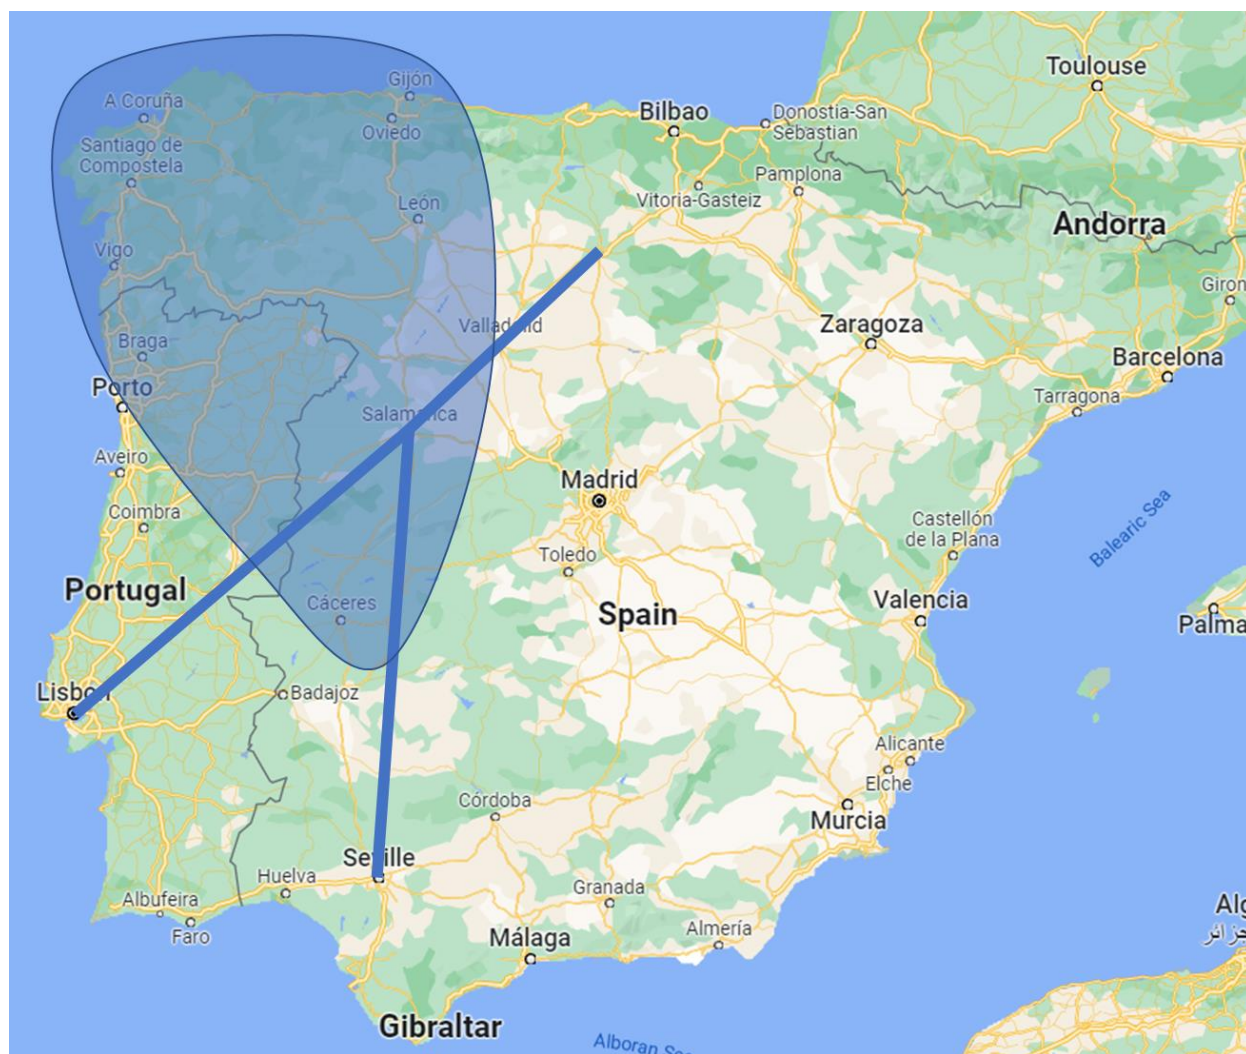 Toulouse
Gijón
A Coruña
Bilbao
Donostia-San
Sebastian
Oviedo
Santiago de
Compostela
Pamplona
Vitoria-Gasteiz
León
Andorra
Vigo
Valladolid
Zaragoza
Giron
Braga
Barcelona
Porto
Tarragona
Salamanca
Aveiro
Madrid
Coimbra
Castellón
de la Plana
Balearic Sea
Toledo
Portugal
Cáceres
Spain
Valencia
Palma
Lisbon
Badajoz
Alicante
Elche
Córdoba
Murcia
Seville
Huelva
Granada
Albufeira
Faro
Málaga
Almería
Alg
جزائر
Gibraltar
Alboran Sea